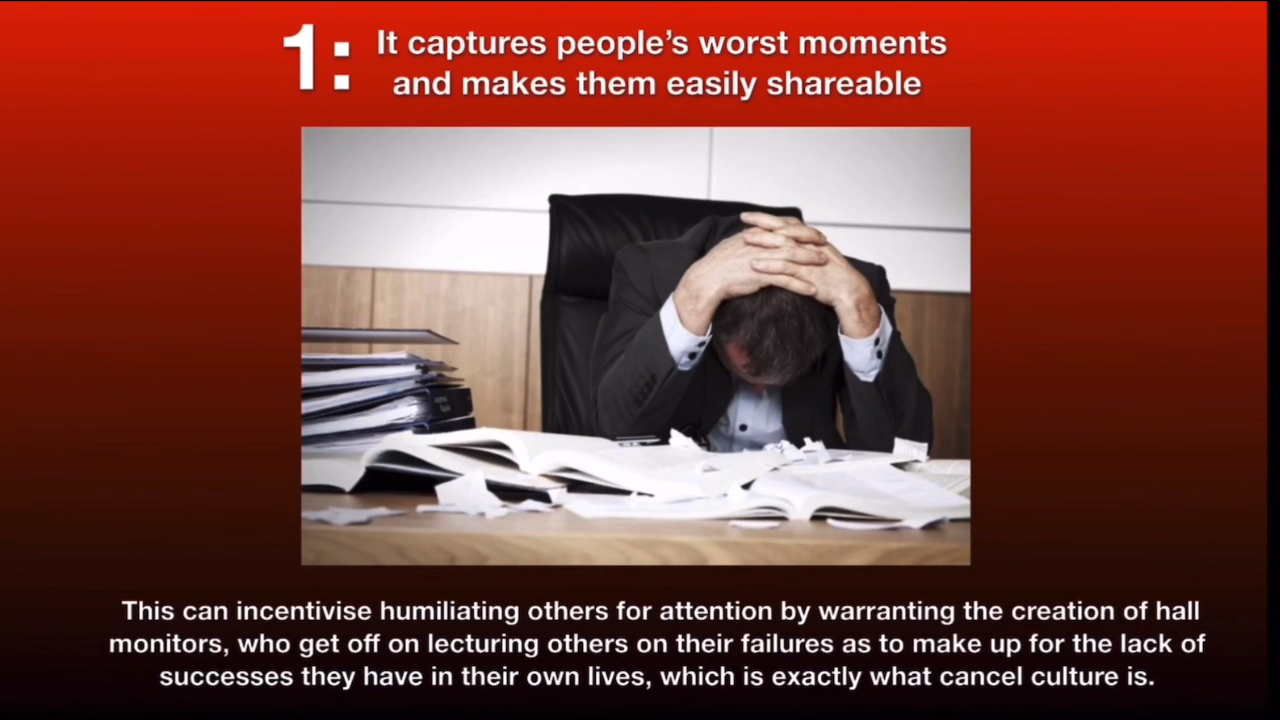 1: It captures people’s worst moments
and makes them easily shareable
This can incentivise humiliating others for attention by warranting the creation of hall
monitors, who get off on lecturing others on their failures as to make up for the lack of
successes they have in their own lives, which is exactly what cancel culture is.